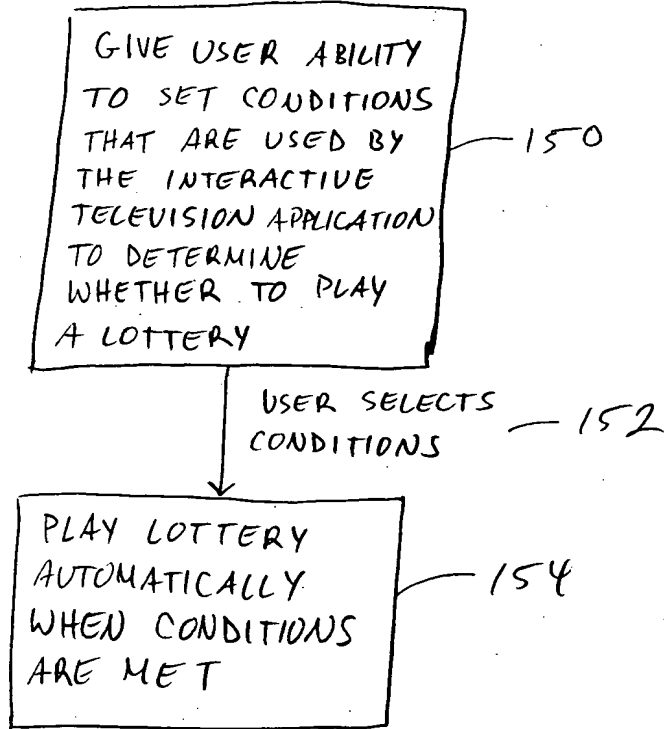 GIVE USER ABILITY
TO SET CONDITIONS
THAT ARE USED BY
THE INTERACTIVE
TELEVISION APPLICATION
TO DETERMINE
WHETHER TO PLAY
A LOTTERY
150
USER SELECTS
CONDITIONS
152
PLAY LOTTERY
AUTOMATICALLY
WHEN CONDITIONS
ARE MET
154